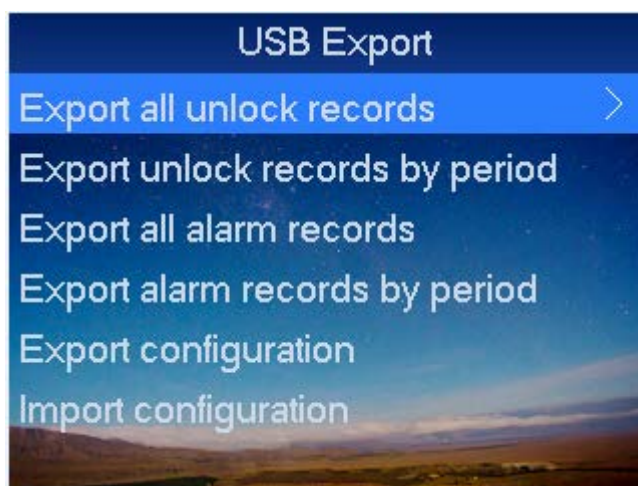 USB Export
Export all unlock records
Export unlock records by period
Export all alarm records
Export alarm records by period
Export configuration
Import configuration